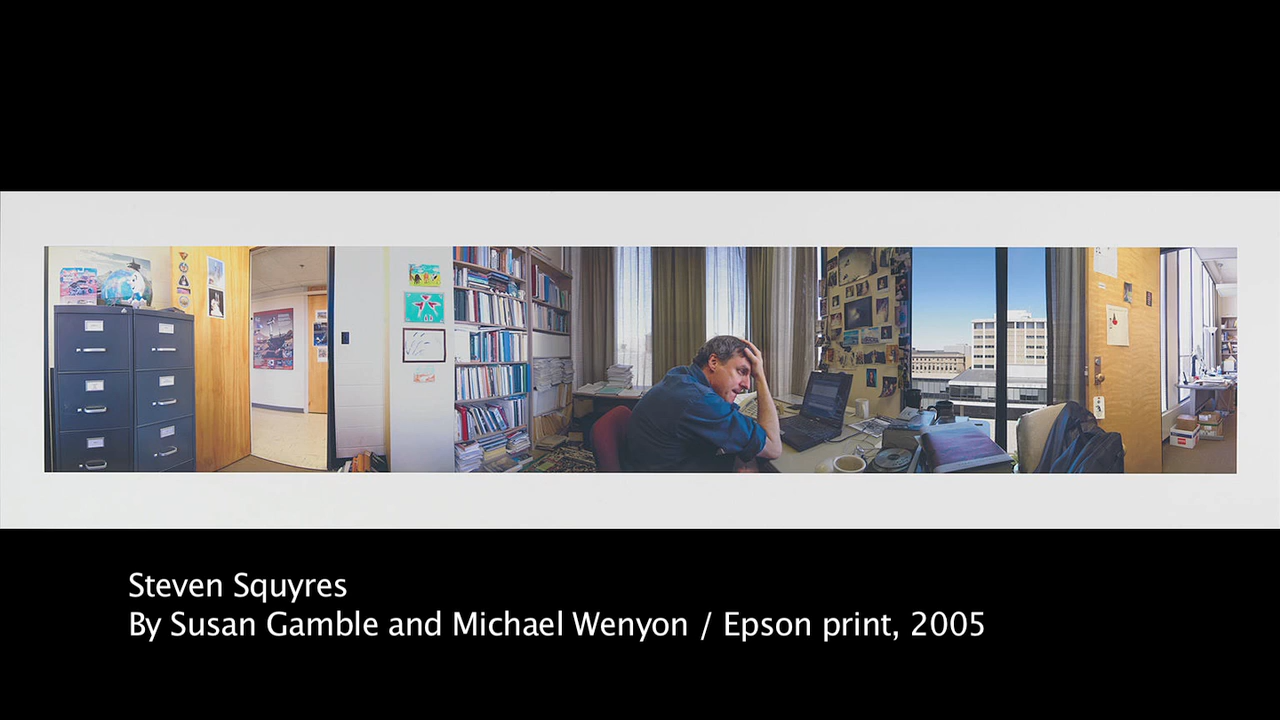 Steven Squyres
By Susan Gamble and Michael Wenyon / Epson print, 2005